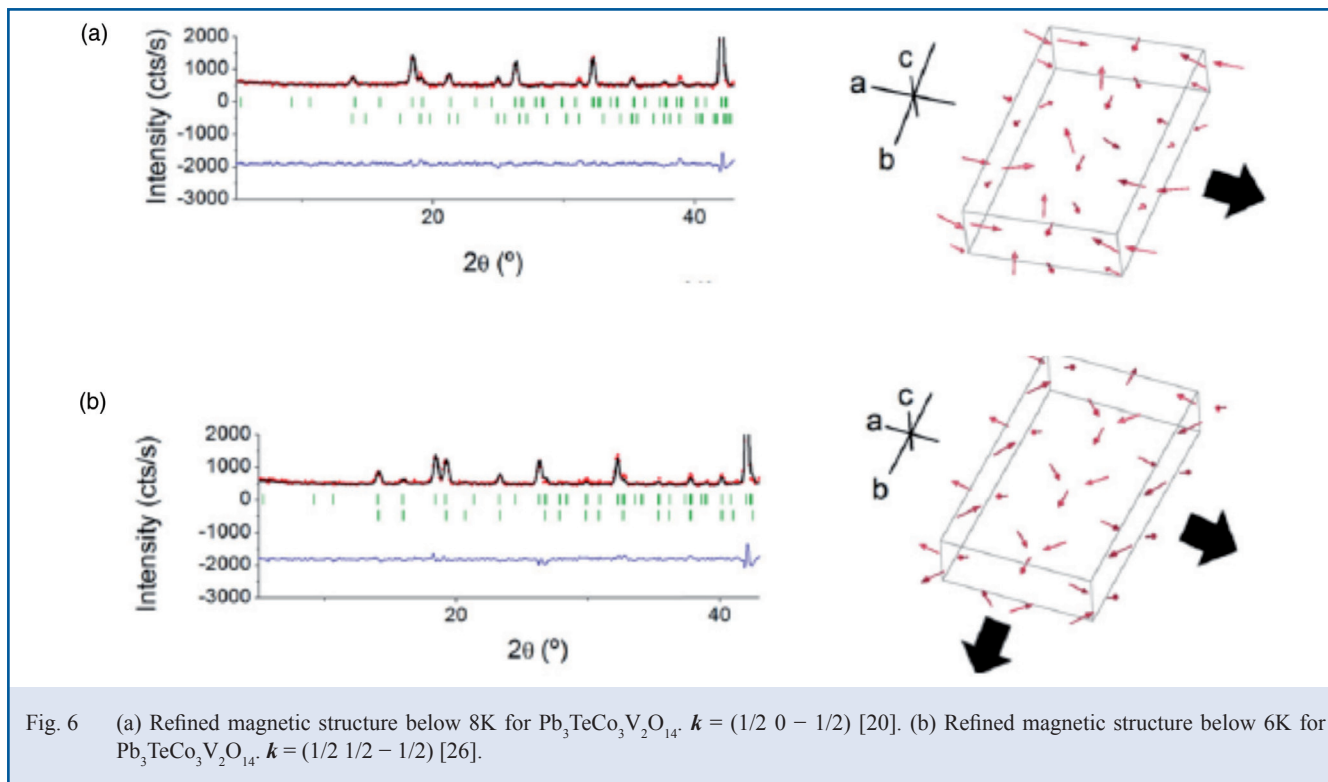 (a)
Intensity (cts/s)
2000
1000
0
-1000
-2000
-3000
20
40
2θ (º)
a
c
b
(b)
Intensity (cts/s)
2000
1000
0
-1000
-2000
-3000
20
40
2θ (º)
a
c
b
Fig. 6 (a) Refined magnetic structure below 8K for Pb₃TeCo₃V₂O₁₄. k = (1/2 0 − 1/2) [20]. (b) Refined magnetic structure below 6K for
Pb₃TeCo₃V₂O₁₄. k = (1/2 1/2 − 1/2) [26].